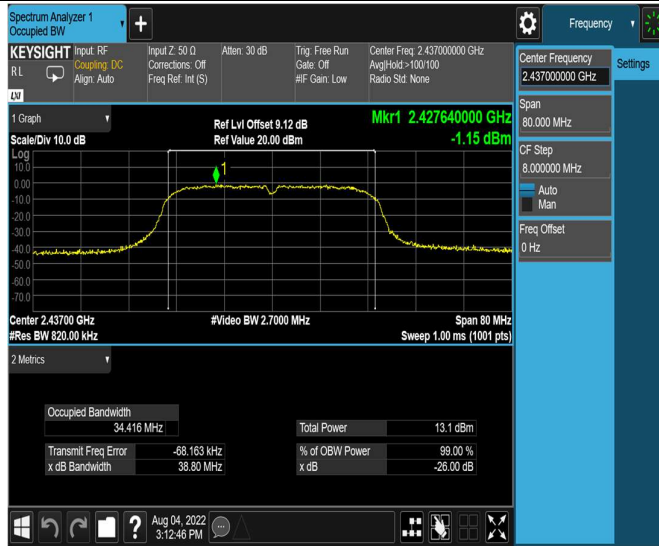 Spectrum Analyzer 1
Occupied BW
Frequency
KEYSIGHT
RL
LXI
Input: RF
Coupling: DC
Align: Auto
Input Z: 50 Ω
Corrections: Off
Freq Ref: Int (S)
Atten: 30 dB
Trig: Free Run
Gate: Off
#IF Gain: Low
Center Freq: 2.437000000 GHz
Avg|Hold:>100/100
Radio Std: None
Center Frequency
2.437000000 GHz
Settings
Span
80.000 MHz
CF Step
8.000000 MHz
Auto
Man
Freq Offset
0 Hz
1 Graph
Scale/Div 10.0 dB
Ref Lvl Offset 9.12 dB
Ref Value 20.00 dBm
Mkr1 2.427640000 GHz
-1.15 dBm
Log
10.0
0.00
-10.0
-20.0
-30.0
-40.0
-50.0
-60.0
-70.0
1
Center 2.43700 GHz
#Res BW 820.00 kHz
#Video BW 2.7000 MHz
Span 80 MHz
Sweep 1.00 ms (1001 pts)
2 Metrics
Occupied Bandwidth
34.416 MHz
Total Power 13.1 dBm
Transmit Freq Error -68.163 kHz
% of OBW Power 99.00 %
x dB Bandwidth 38.80 MHz
x dB -26.00 dB
?
Aug 04, 2022
3:12:46 PM